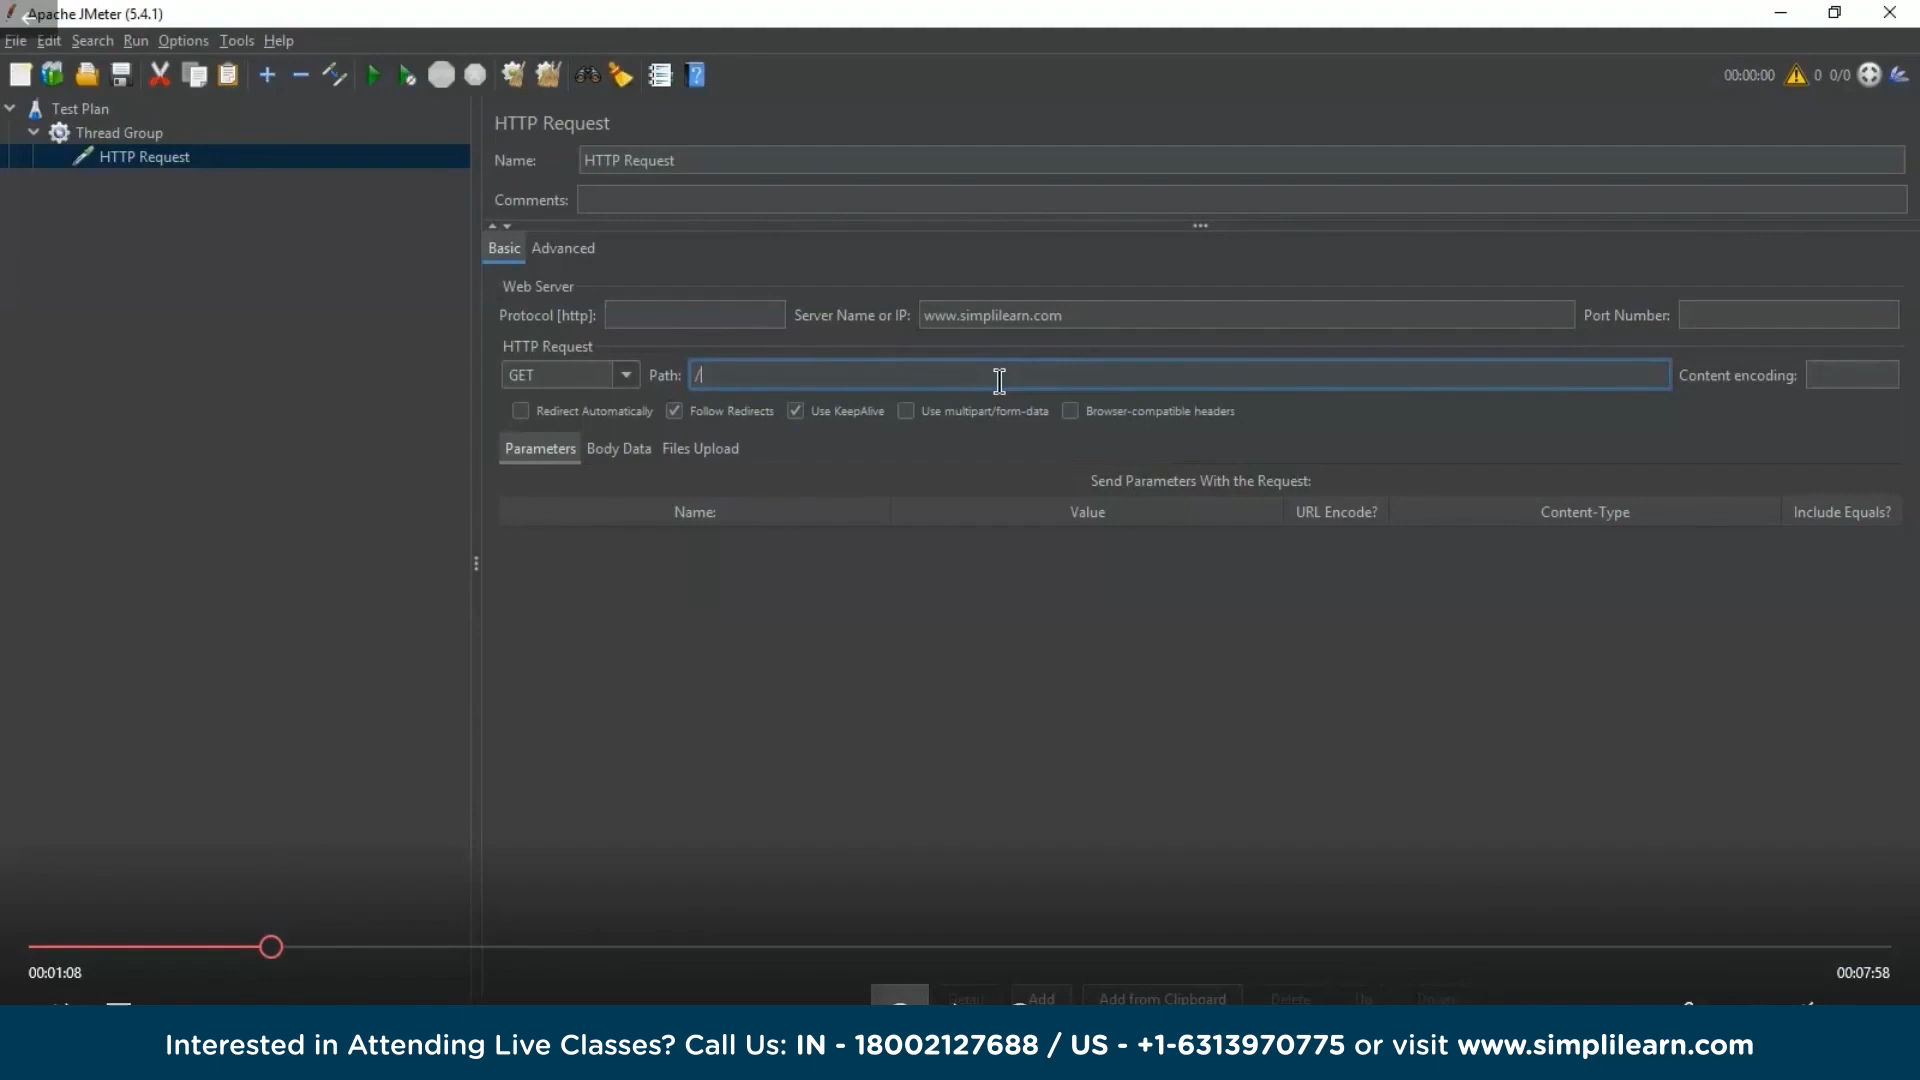 Apache JMeter (5.4.1)
File Edit Search Run Options Tools Help
00:00:00 0 0/0
Test Plan
Thread Group
HTTP Request
HTTP Request
Name: HTTP Request
Comments:
Basic Advanced
Web Server
Protocol [http]: Server Name or IP: www.simplilearn.com Port Number:
HTTP Request
GET Path: / Content encoding:
Redirect Automatically Follow Redirects Use KeepAlive Use multipart/form-data Browser-compatible headers
Parameters Body Data Files Upload
Send Parameters With the Request:
Name: Value URL Encode? Content-Type Include Equals?
00:01:08 00:07:58
Detail Add Add from Clipboard Delete Up Down
Interested in Attending Live Classes? Call Us: IN - 18002127688 / US - +1-6313970775 or visit www.simplilearn.com